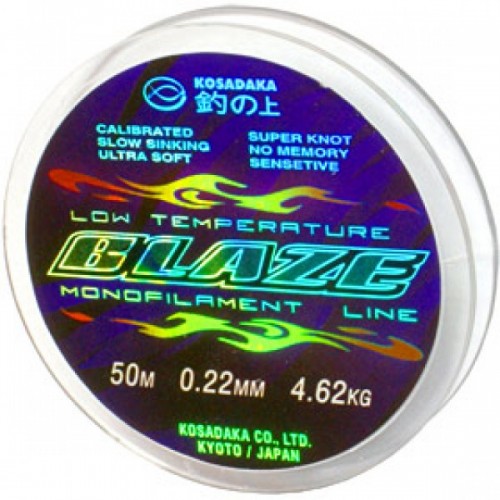 KOSADAKA
釣の上
CALIBRATED
SLOW SINKING
ULTRA SOFT
SUPER KNOT
NO MEMORY
SENSETIVE
LOW TEMPERATURE
BLAZE
MONOFILAMENT LINE
50M 0.22MM 4.62KG
KOSADAKA CO., LTD.
KYOTO / JAPAN